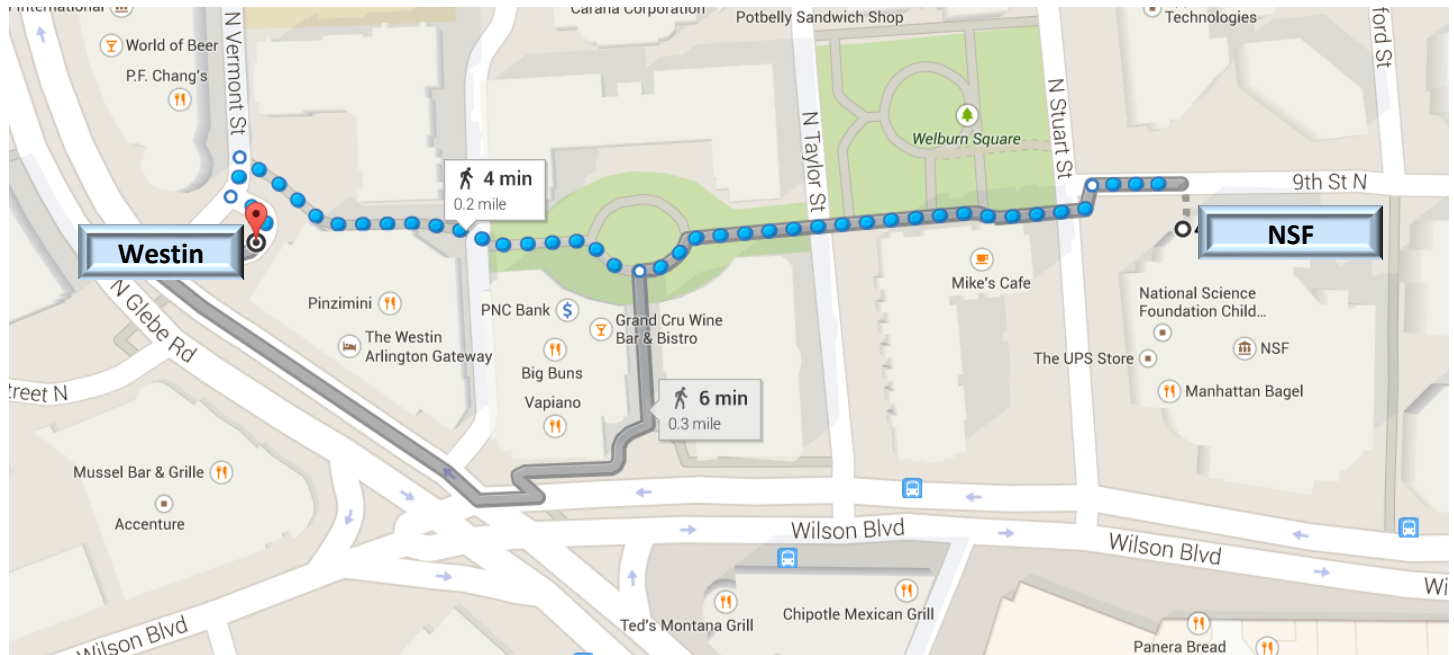 International
Carana Corporation
Potbelly Sandwich Shop
Technologies
N Vermont St
World of Beer
P.F. Chang's
N Taylor St
Welburn Square
N Stuart St
ford St
4 min
0.2 mile
9th St N
Westin
NSF
N Glebe Rd
Pinzimini
The Westin
Arlington Gateway
PNC Bank
$
Grand Cru Wine
Bar & Bistro
Big Buns
Vapiano
Mike's Cafe
National Science
Foundation Child...
The UPS Store
NSF
Manhattan Bagel
6 min
0.3 mile
treet N
Mussel Bar & Grille
Accenture
Wilson Blvd
Wilson Blvd
Wi
Wilson Blvd
Ted's Montana Grill
Chipotle Mexican Grill
Panera Bread